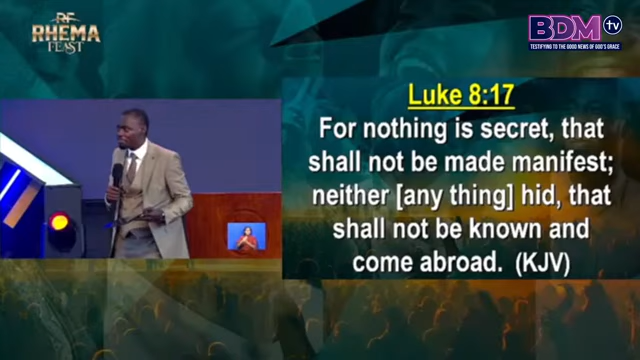 RF
RHEMA
FEAST
BDM tv
TESTIFYING TO THE GOOD NEWS OF GOD'S GRACE
Luke 8:17
For nothing is secret, that
shall not be made manifest;
neither [any thing] hid, that
shall not be known and
come abroad. (KJV)